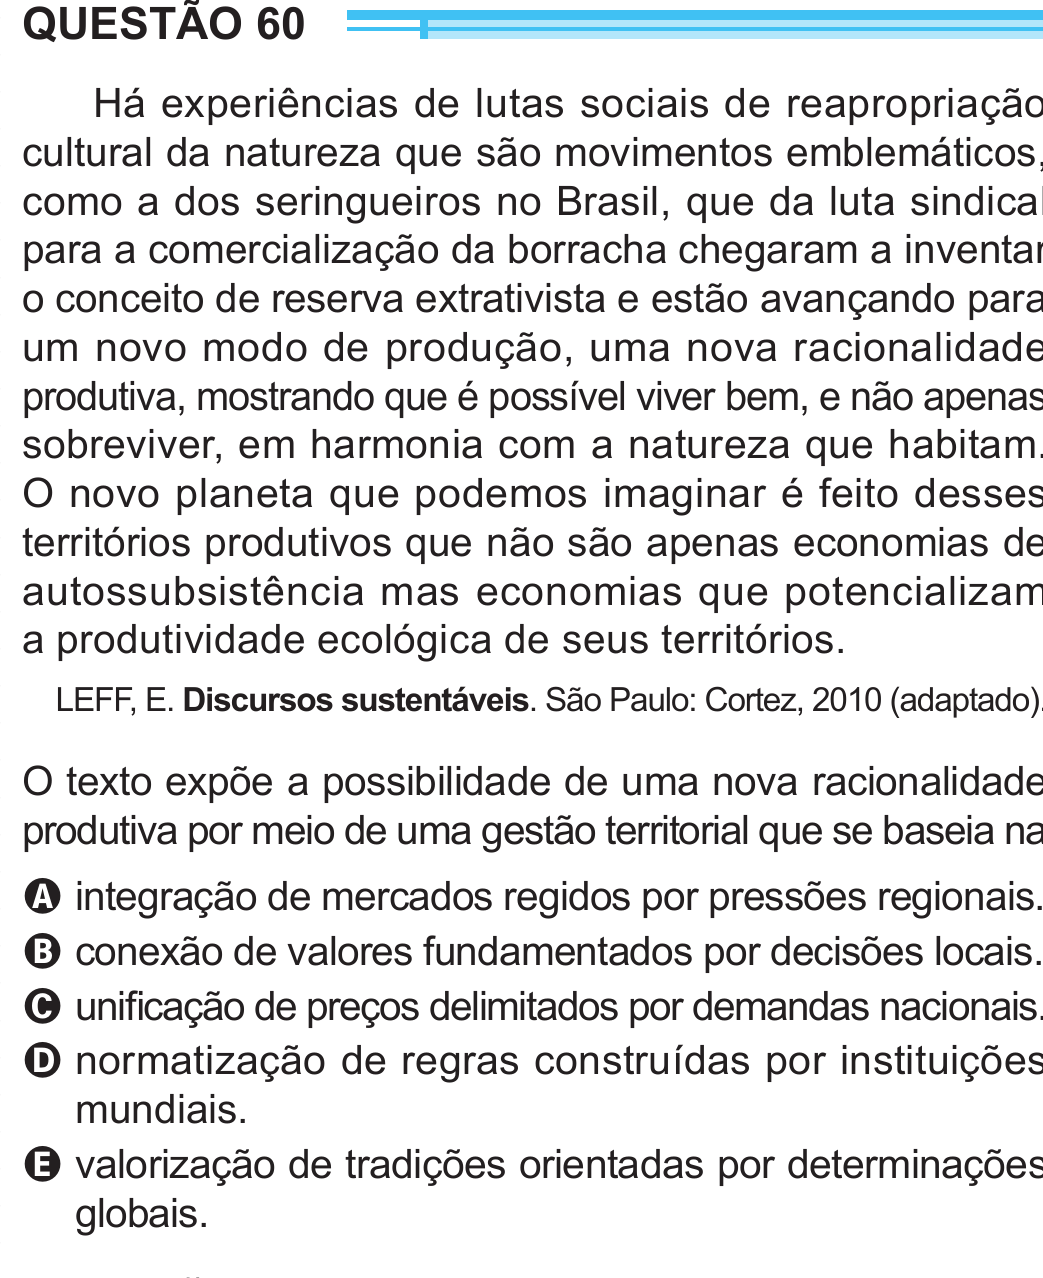 QUESTÃO 60
Há experiências de lutas sociais de reapropriação
cultural da natureza que são movimentos emblemáticos,
como a dos seringueiros no Brasil, que da luta sindical
para a comercialização da borracha chegaram a inventar
o conceito de reserva extrativista e estão avançando para
um novo modo de produção, uma nova racionalidade
produtiva, mostrando que é possível viver bem, e não apenas
sobreviver, em harmonia com a natureza que habitam.
O novo planeta que podemos imaginar é feito desses
territórios produtivos que não são apenas economias de
autossubsistência mas economias que potencializam
a produtividade ecológica de seus territórios.
LEFF, E. Discursos sustentáveis. São Paulo: Cortez, 2010 (adaptado).
O texto expõe a possibilidade de uma nova racionalidade
produtiva por meio de uma gestão territorial que se baseia na
A integração de mercados regidos por pressões regionais.
B conexão de valores fundamentados por decisões locais.
C unificação de preços delimitados por demandas nacionais.
D normatização de regras construídas por instituições
mundiais.
E valorização de tradições orientadas por determinações
globais.